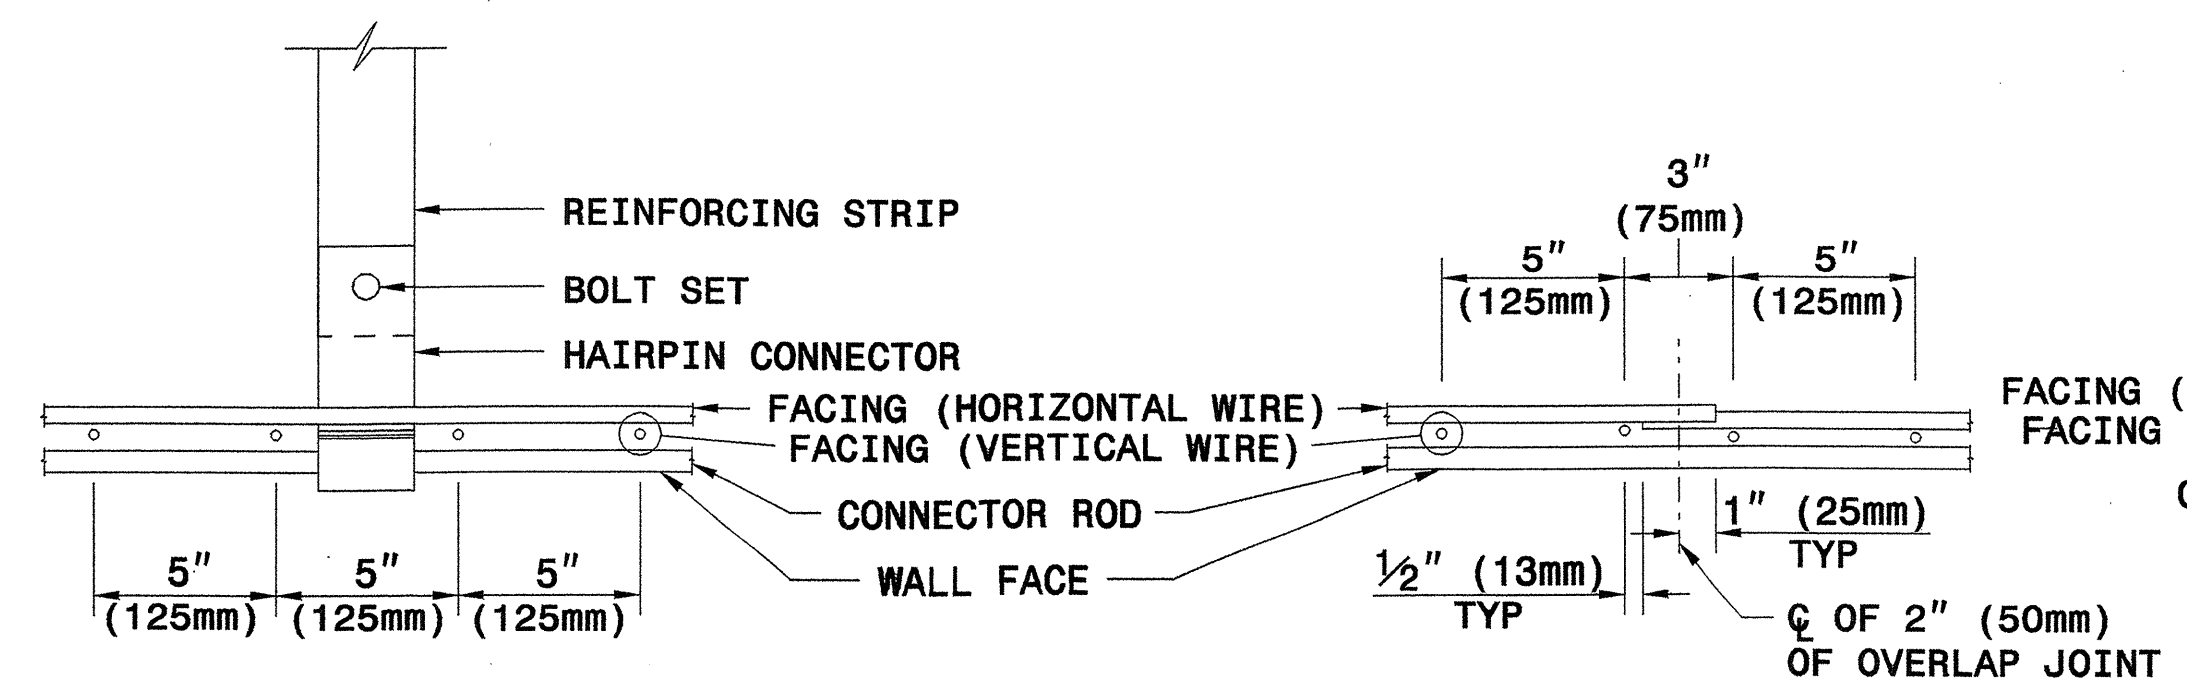 REINFORCING STRIP
BOLT SET
HAIRPIN CONNECTOR
FACING (HORIZONTAL WIRE)
FACING (VERTICAL WIRE)
CONNECTOR ROD
WALL FACE
5" 5" 5"
(125mm) (125mm) (125mm)
3"
(75mm)
5" 5"
(125mm) (125mm)
FACING (
FACING
1" (25mm)
TYP
1/2" (13mm)
TYP
℄ OF 2" (50mm)
OF OVERLAP JOINT